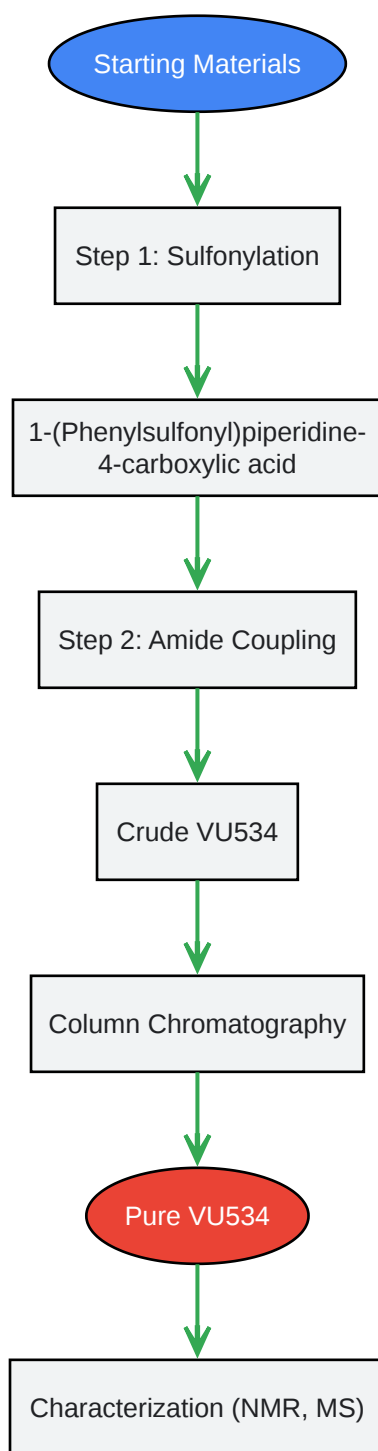 Starting Materials
Step 1: Sulfonylation
1-(Phenylsulfonyl)piperidine-
4-carboxylic acid
Step 2: Amide Coupling
Crude VU534
Column Chromatography
Pure VU534
Characterization (NMR, MS)